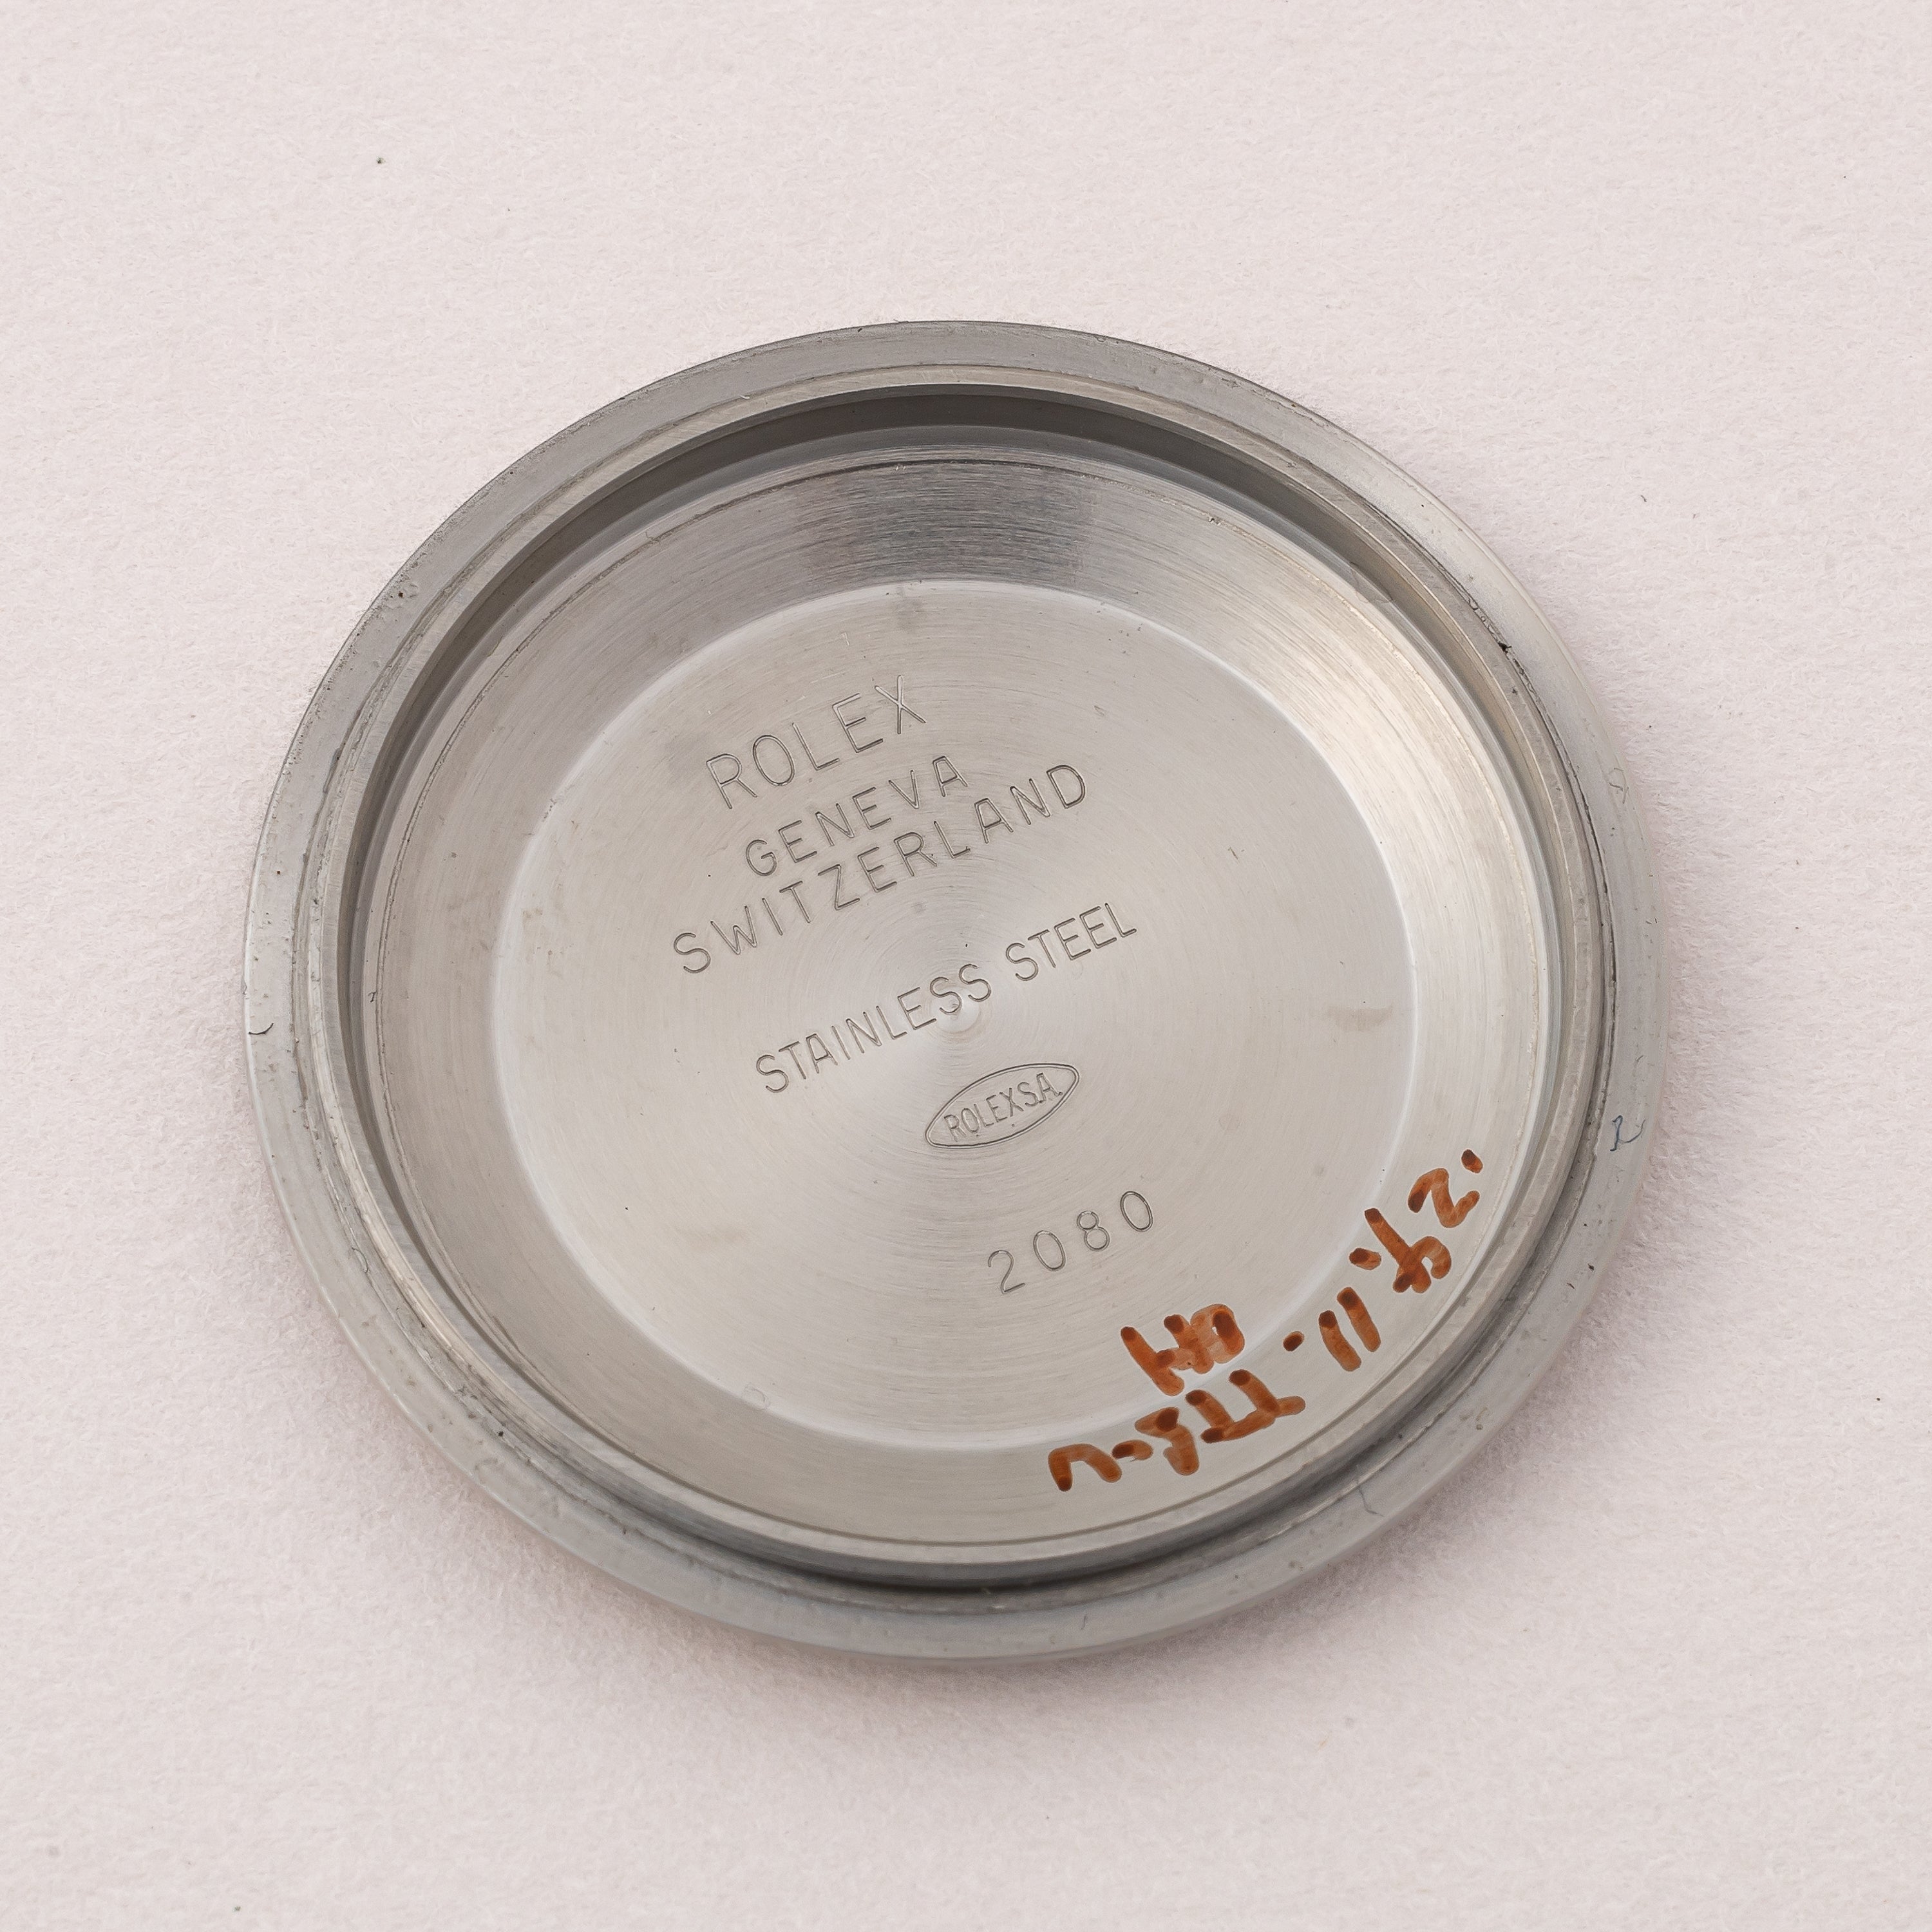 ROLEX
GENEVA
SWITZERLAND
STAINLESS STEEL
ROLEX S.A.
2080